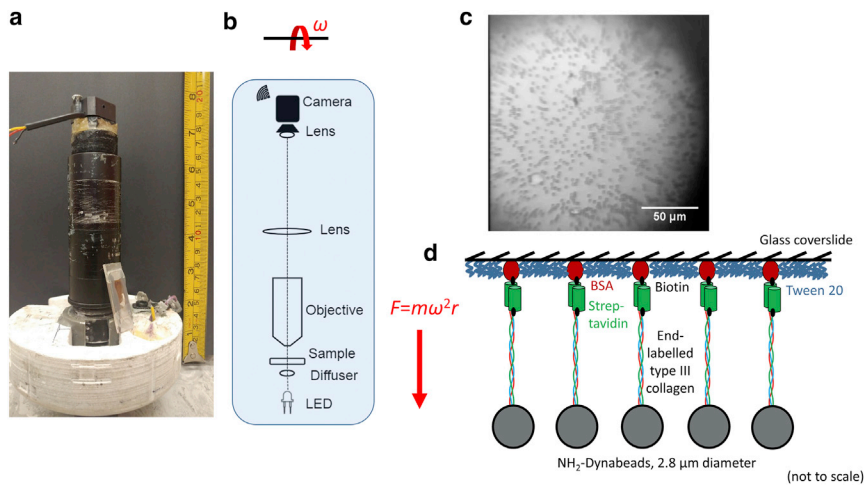 a
b
ω
Camera
Lens
Lens
Objective
Sample
Diffuser
LED
F=mω²r
c
50 µm
d
Glass coverslide
BSA
Biotin
Tween 20
Strep-
tavidin
End-
labelled
type III
collagen
NH₂-Dynabeads, 2.8 µm diameter
(not to scale)